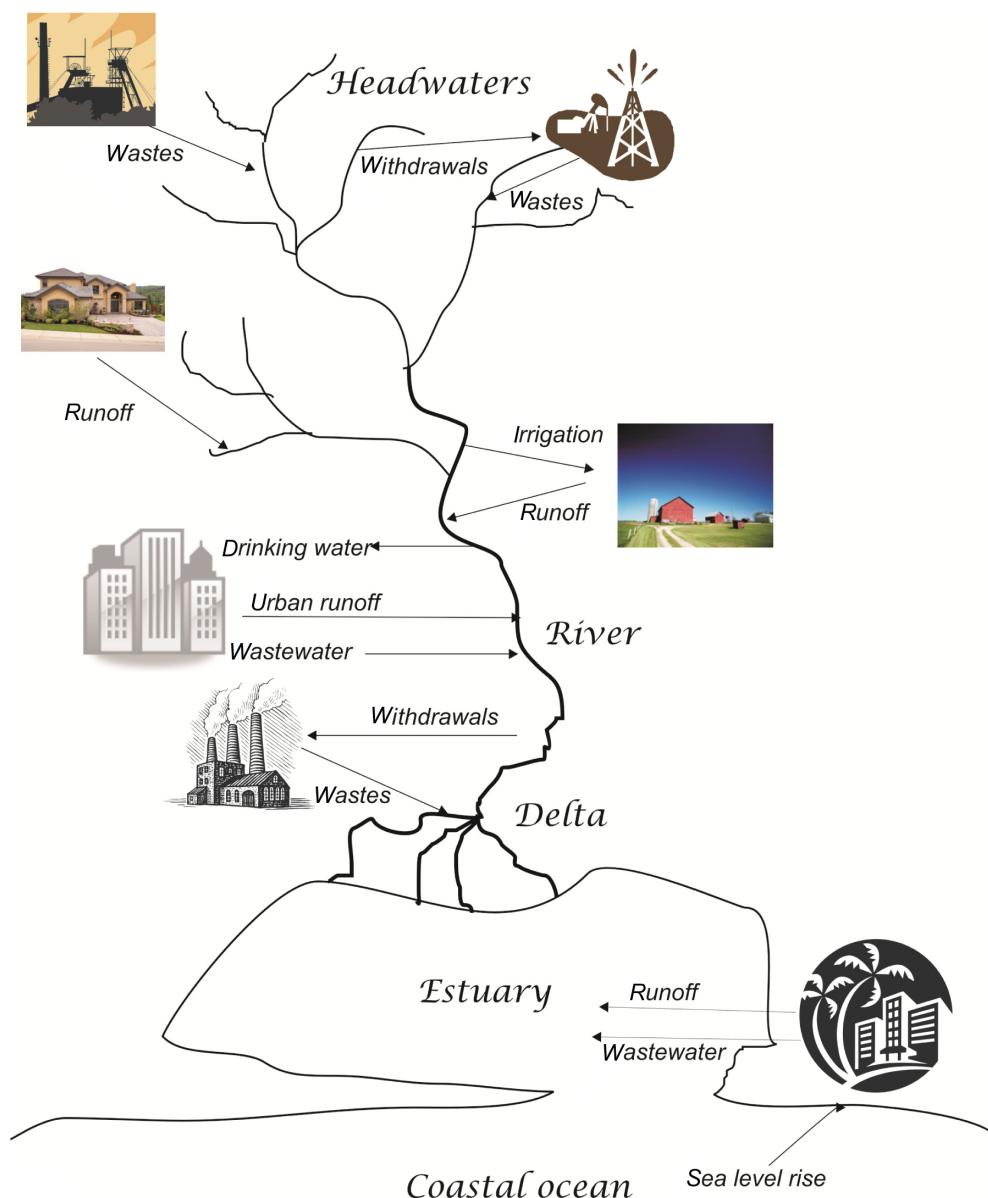 Headwaters
Wastes
Withdrawals
Wastes
Runoff
Irrigation
Runoff
Drinking water
Urban runoff
River
Wastewater
Withdrawals
Wastes
Delta
Estuary
Runoff
Wastewater
Sea level rise
Coastal ocean